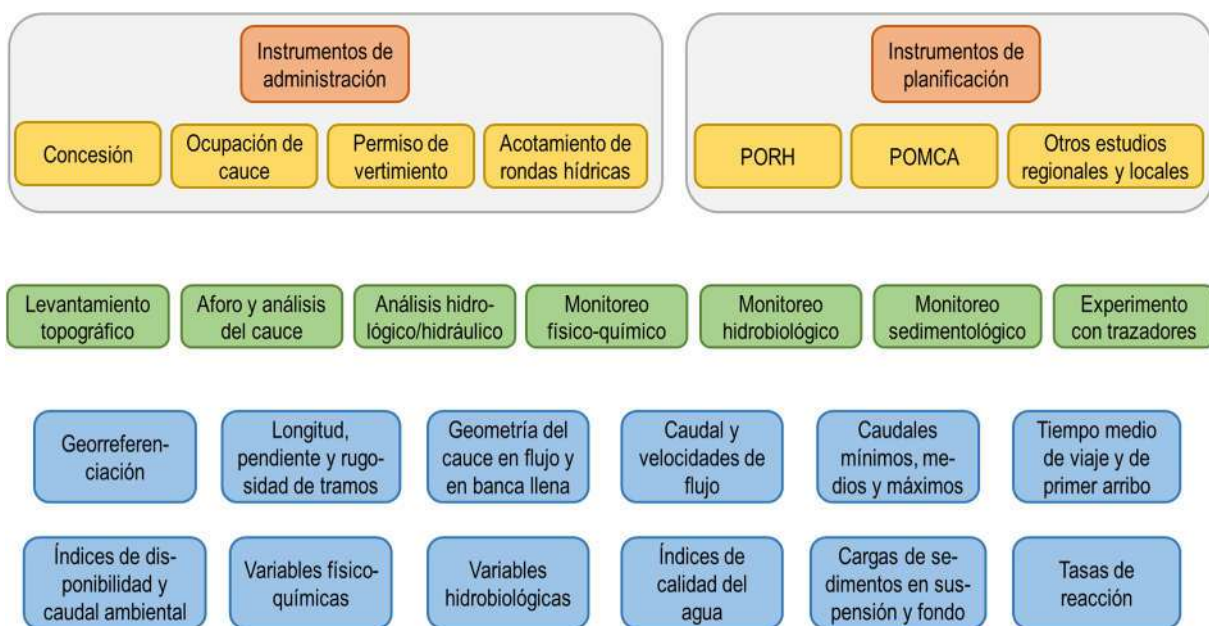 Instrumentos de
administración
Concesión
Ocupación de
cauce
Permiso de
vertimiento
Acotamiento de
rondas hídricas
Instrumentos de
planificación
PORH
POMCA
Otros estudios
regionales y locales
Levantamiento
topográfico
Aforo y análisis
del cauce
Análisis hidro-
lógico/hidráulico
Monitoreo
físico-químico
Monitoreo
hidrobiológico
Monitoreo
sedimentológico
Experimento
con trazadores
Georreferen-
ciación
Longitud,
pendiente y rugo-
sidad de tramos
Geometría del
cauce en flujo y
en banca llena
Caudal y
velocidades de
flujo
Caudales
mínimos, me-
dios y máximos
Tiempo medio
de viaje y de
primer arribo
Índices de dis-
ponibilidad y
caudal ambiental
Variables físico-
químicas
Variables
hidrobiológicas
Índices de
calidad del
agua
Cargas de se-
dimentos en sus-
pensión y fondo
Tasas de
reacción